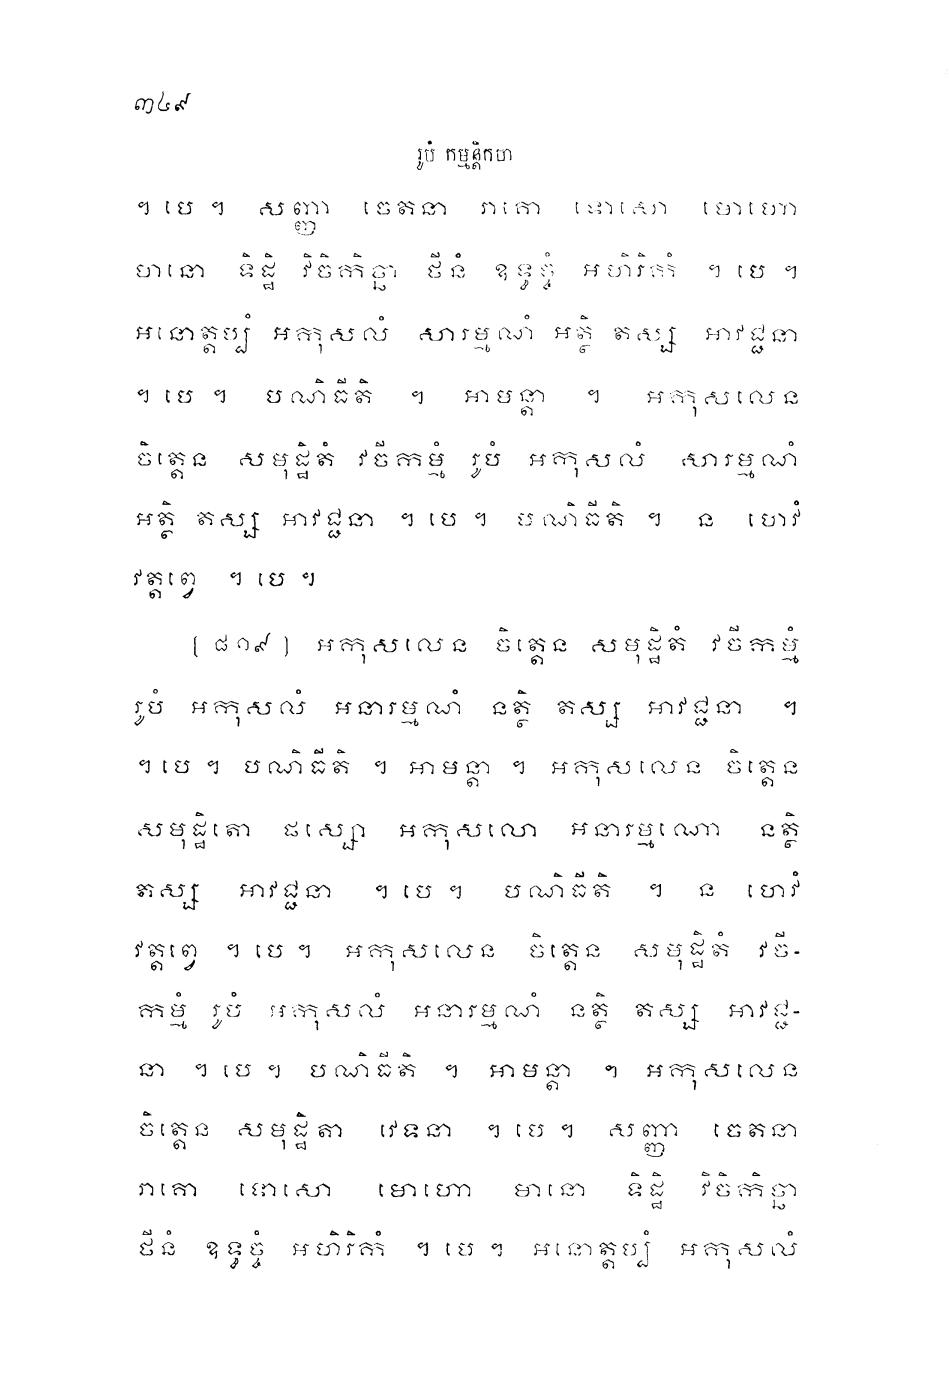 ៣៤៩
រូបំ កម្មន្តិកថា
។ បេ ។ សញ្ញា ចេតនា រាគោ ទោសោ មោហោ
មានោ ទិដ្ឋិ វិចិកិច្ឆា ថីនំ ឧទ្ធច្ចំ អហិរិកំ ។ បេ ។
អនោត្តប្បំ អកុសលំ សារម្មណំ អត្ថិ តស្ស អាវជ្ជនា
។ បេ ។ បណិធីតិ ។ អាមន្តា ។ អកុសលេន
ចិត្តេន សមុដ្ឋិតំ វចីកម្មំ រូបំ អកុសលំ សារម្មណំ
អត្ថិ តស្ស អាវជ្ជនា ។ បេ ។ បណិធីតិ ។ ន ហេវំ
វត្តព្វេ ។ បេ ។
[ ៨១៩ ] អកុសលេន ចិត្តេន សមុដ្ឋិតំ វចីកម្មំ
រូបំ អកុសលំ អនារម្មណំ នត្ថិ តស្ស អាវជ្ជនា ។
។ បេ ។ បណិធីតិ ។ អាមន្តា ។ អកុសលេន ចិត្តេន
សមុដ្ឋិតោ ផស្សោ អកុសលោ អនារម្មណោ នត្ថិ
តស្ស អាវជ្ជនា ។ បេ ។ បណិធីតិ ។ ន ហេវំ
វត្តព្វេ ។ បេ ។ អកុសលេន ចិត្តេន សមុដ្ឋិតំ វចី-
កម្មំ រូបំ អកុសលំ អនារម្មណំ នត្ថិ តស្ស អាវជ្ជ-
នា ។ បេ ។ បណិធីតិ ។ អាមន្តា ។ អកុសលេន
ចិត្តេន សមុដ្ឋិតា វេទនា ។ បេ ។ សញ្ញា ចេតនា
រាគោ ទោសោ មោហោ មានោ ទិដ្ឋិ វិចិកិច្ឆា
ថីនំ ឧទ្ធច្ចំ អហិរិកំ ។ បេ ។ អនោត្តប្បំ អកុសលំ